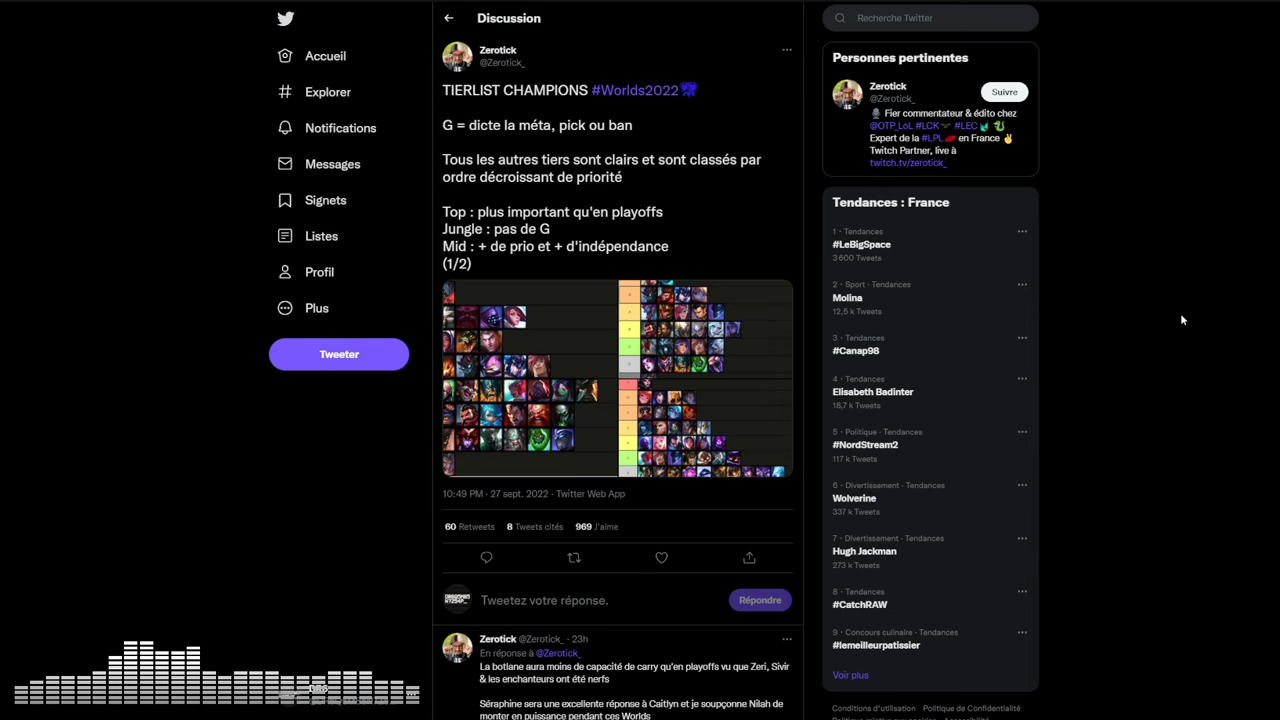 Accueil
Explorer
Notifications
Messages
Signets
Listes
Profil
Plus
Tweeter
Discussion
Zerotick
@Zerotick_
TIERLIST CHAMPIONS #Worlds2022
G = dicte la méta, pick ou ban
Tous les autres tiers sont clairs et sont classés par
ordre décroissant de priorité
Top : plus important qu'en playoffs
Jungle : pas de G
Mid : + de prio et + d'indépendance
(1/2)
10:49 PM · 27 sept. 2022 · Twitter Web App
60 Retweets 8 Tweets cités 969 J'aime
Tweetez votre réponse.
Répondre
Zerotick @Zerotick_ · 23h
En réponse à @Zerotick_
La botlane aura moins de capacité de carry qu'en playoffs vu que Zeri, Sivir
& les enchanteurs ont été nerfs
Séraphine sera une excellente réponse à Caitlyn et je soupçonne Nilah de
monter en puissance pendant ces Worlds
Recherche Twitter
Personnes pertinentes
Zerotick
@Zerotick_
Suivre
Fier commentateur & édito chez
@OTP_LoL #LCK #LEC
Expert de la #LPL en France
Twitch Partner, live à
twitch.tv/zerotick_
Tendances : France
1 · Tendances
#LeBigSpace
3 600 Tweets
2 · Sport · Tendances
Molina
12,5 k Tweets
3 · Tendances
#Canap98
4 · Tendances
Elisabeth Badinter
18,7 k Tweets
5 · Politique · Tendances
#NordStream2
117 k Tweets
6 · Divertissement · Tendances
Wolverine
337 k Tweets
7 · Divertissement · Tendances
Hugh Jackman
273 k Tweets
8 · Tendances
#CatchRAW
9 · Concours culinaire · Tendances
#lemeilleurpatissier
Voir plus
Conditions d'utilisation Politique de Confidentialité